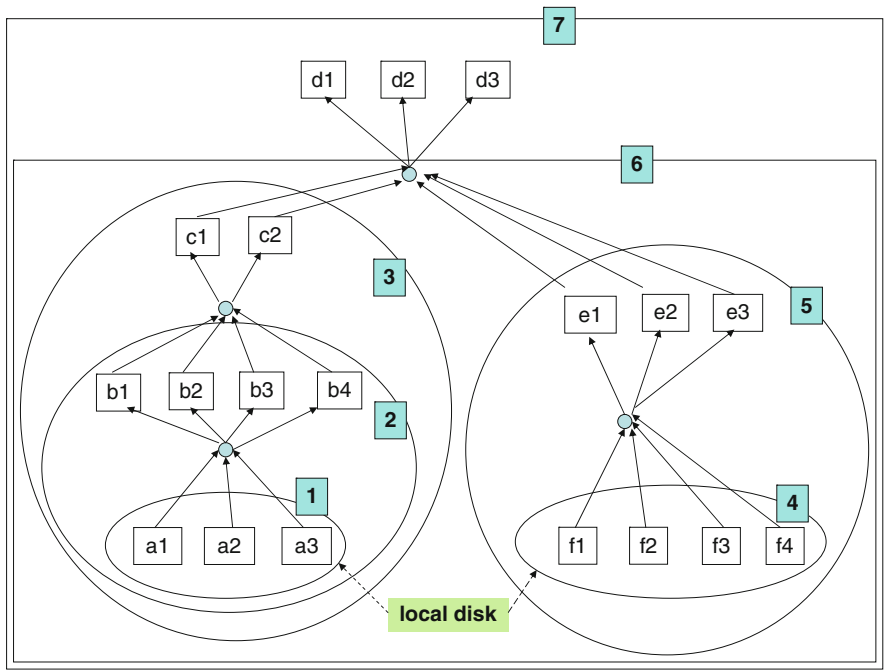 7
d1 d2 d3
6
c1 c2
3
e1 e2 e3
5
b1 b2 b3 b4
2
1
4
a1 a2 a3
f1 f2 f3 f4
local disk